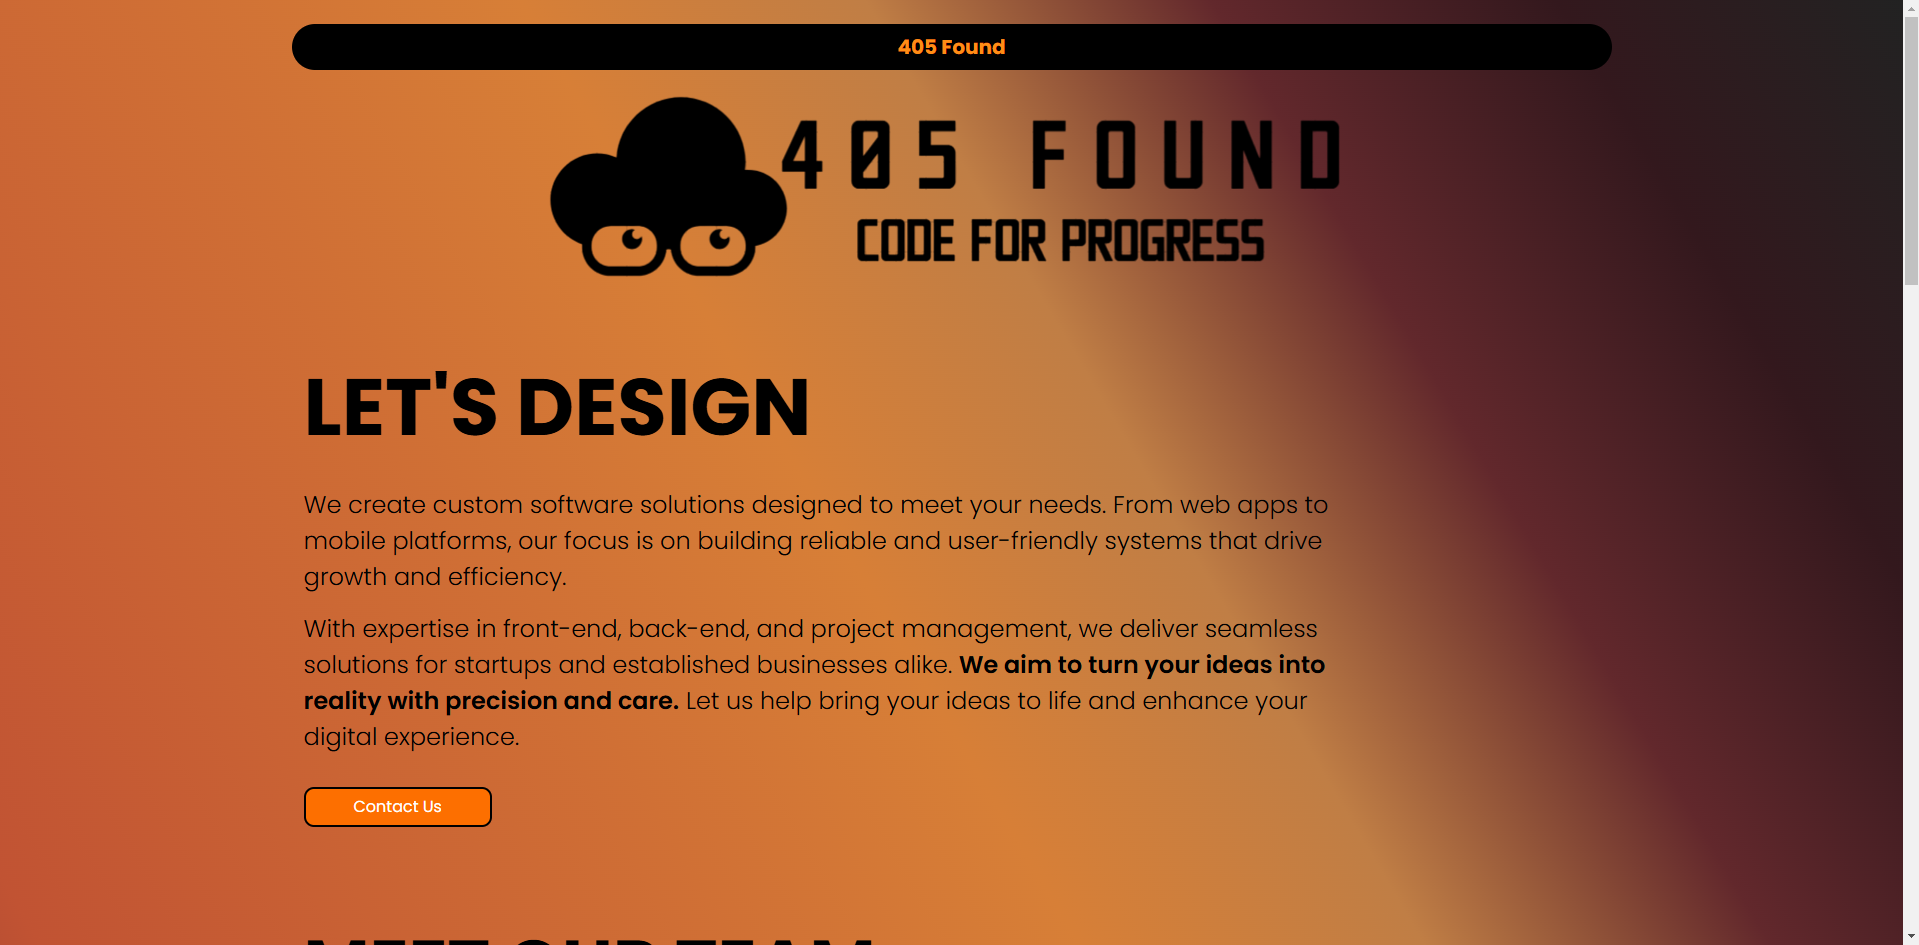 405 Found
405 FOUND
CODE FOR PROGRESS
LET'S DESIGN
We create custom software solutions designed to meet your needs. From web apps to
mobile platforms, our focus is on building reliable and user-friendly systems that drive
growth and efficiency.
With expertise in front-end, back-end, and project management, we deliver seamless
solutions for startups and established businesses alike. We aim to turn your ideas into
reality with precision and care. Let us help bring your ideas to life and enhance your
digital experience.
Contact Us